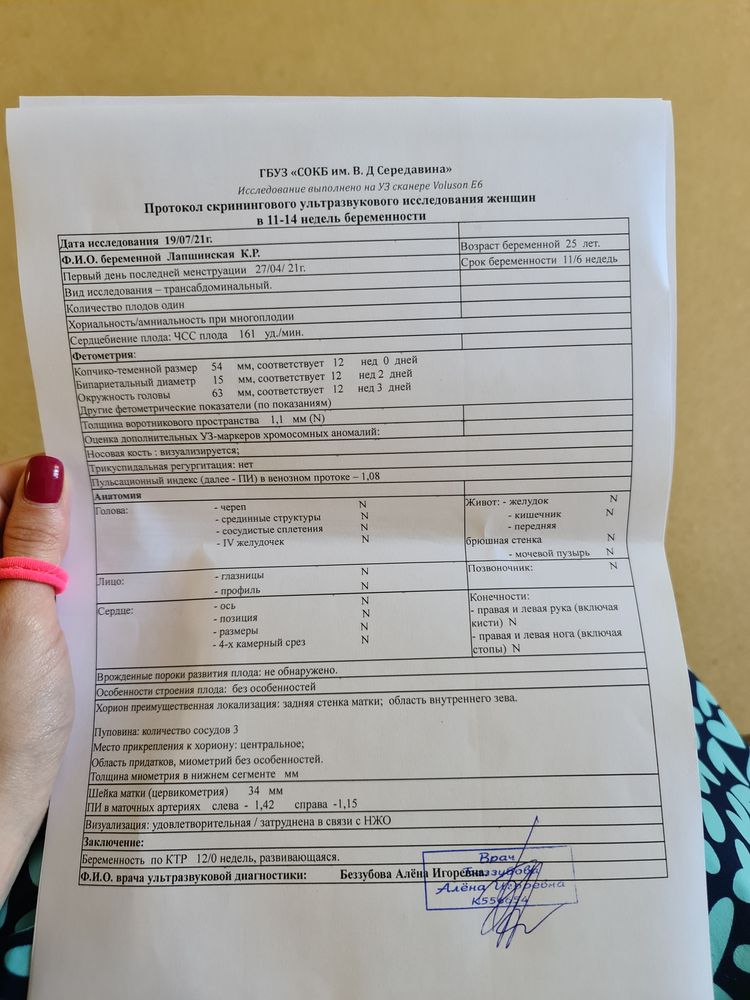 ГБУЗ «СОКБ им. В. Д Середавина»
Исследование выполнено на УЗ сканере Voluson E6
Протокол скринингового ультразвукового исследования женщин
в 11-14 недель беременности
Дата исследования 19/07/21г.
Ф.И.О. беременной Лапшинская К.Р. Возраст беременной 25 лет.
Первый день последней менструации 27/04/ 21г. Срок беременности 11/6 недедь
Вид исследования – трансабдоминальный.
Количество плодов один
Хориальность/амниальность при многоплодии
Сердцебиение плода: ЧСС плода 161 уд./мин.
Фетометрия:
Копчико-теменной размер 54 мм, соответствует 12 нед 0 дней
Бипариетальный диаметр 15 мм, соответствует 12 нед 2 дней
Окружность головы 63 мм, соответствует 12 нед 3 дней
Другие фетометрические показатели (по показаниям)
Толщина воротникового пространства 1,1 мм (N)
Оценка дополнительных УЗ-маркеров хромосомных аномалий:
Носовая кость : визуализируется;
Трикуспидальная регургитация: нет
Пульсационный индекс (далее - ПИ) в венозном протоке – 1,08
Анатомия
Голова: - череп N
- срединные структуры N
- сосудистые сплетения N
- IV желудочек N
Живот: - желудок N
- кишечник N
- передняя
брюшная стенка N
- мочевой пузырь N
Лицо: - глазницы N
- профиль N
Позвоночник: N
Сердце: - ось N
- позиция N
- размеры N
- 4-х камерный срез N
Конечности:
- правая и левая рука (включая
кисти) N
- правая и левая нога (включая
стопы) N
Врожденные пороки развития плода: не обнаружено.
Особенности строения плода: без особенностей
Хорион преимущественная локализация: задняя стенка матки; область внутреннего зева.
Пуповина: количество сосудов 3
Место прикрепления к хориону: центральное;
Область придатков, миометрий без особенностей.
Толщина миометрия в нижнем сегменте мм
Шейка матки (цервикометрия) 34 мм
ПИ в маточных артериях слева - 1,42 справа -1,15
Визуализация: удовлетворительная / затруднена в связи с НЖО
Заключение:
Беременность по КТР 12/0 недель, развивающаяся.
Ф.И.О. врача ультразвуковой диагностики: Беззубова Алёна Игоревна.
Врач
Беззубова
Алёна Игоревна